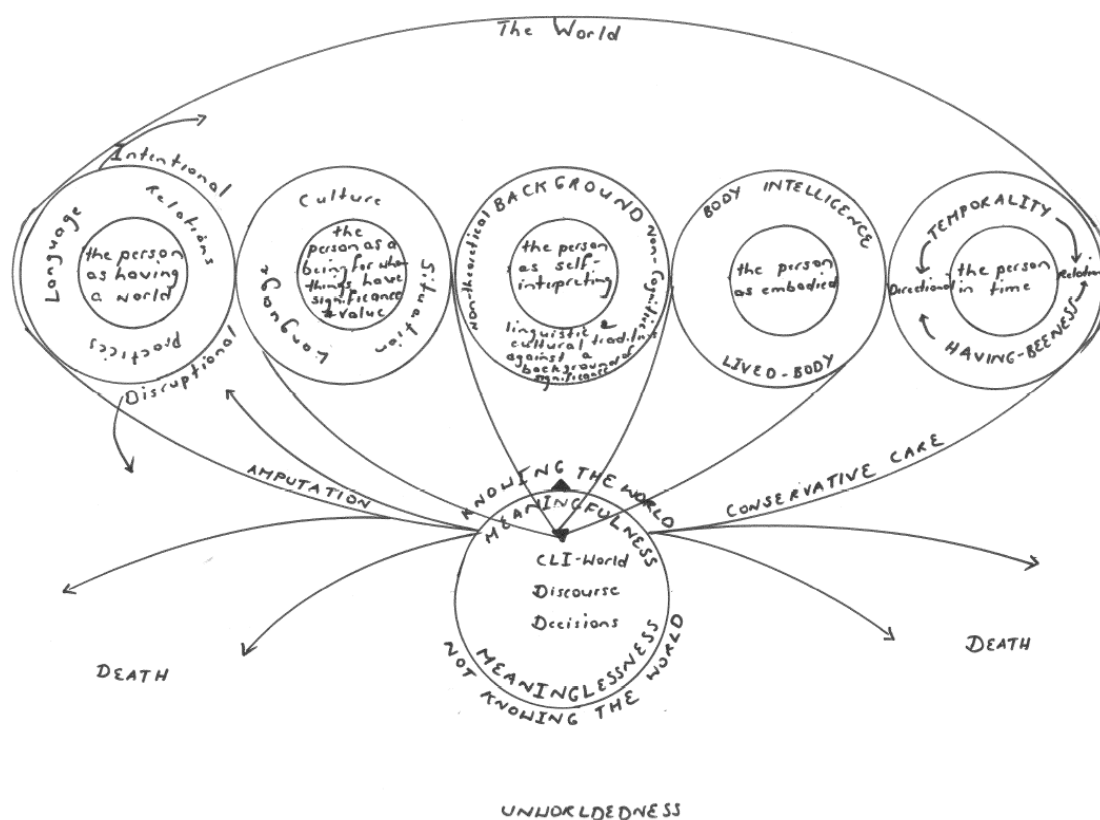 The World
Intentional
Relations
Language
practices
the person
as having
a world
Disruptional
Culture
Situation
Language
the
person as a
being for who
things have
significance
+ value
BACKGROUND
Non-theoretical
Non-Cognitive
the person
as self-
intepreting
linguistic &
cultural traditions
against a
background of
significance
BODY INTELLIGENCE
the person
as embodied
LIVED-BODY
TEMPORALITY
Directional
the person
in time
Relation
HAVING-BEENESS
AMPUTATION
CONSERVATIVE CARE
KNOWING THE WORLD
MEANINGFULNESS
CLI-World
Discourse
Decisions
MEANINGLESSNESS
NOT KNOWING THE WORLD
DEATH
DEATH
UNWORLDEDNESS